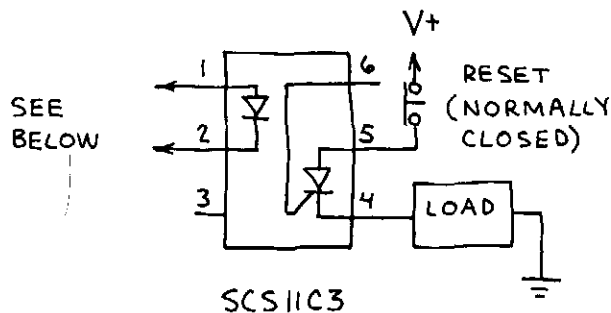 V+
1
6
RESET
(NORMALLY
CLOSED)
SEE
BELOW
2
5
3
4
LOAD
SCS11C3